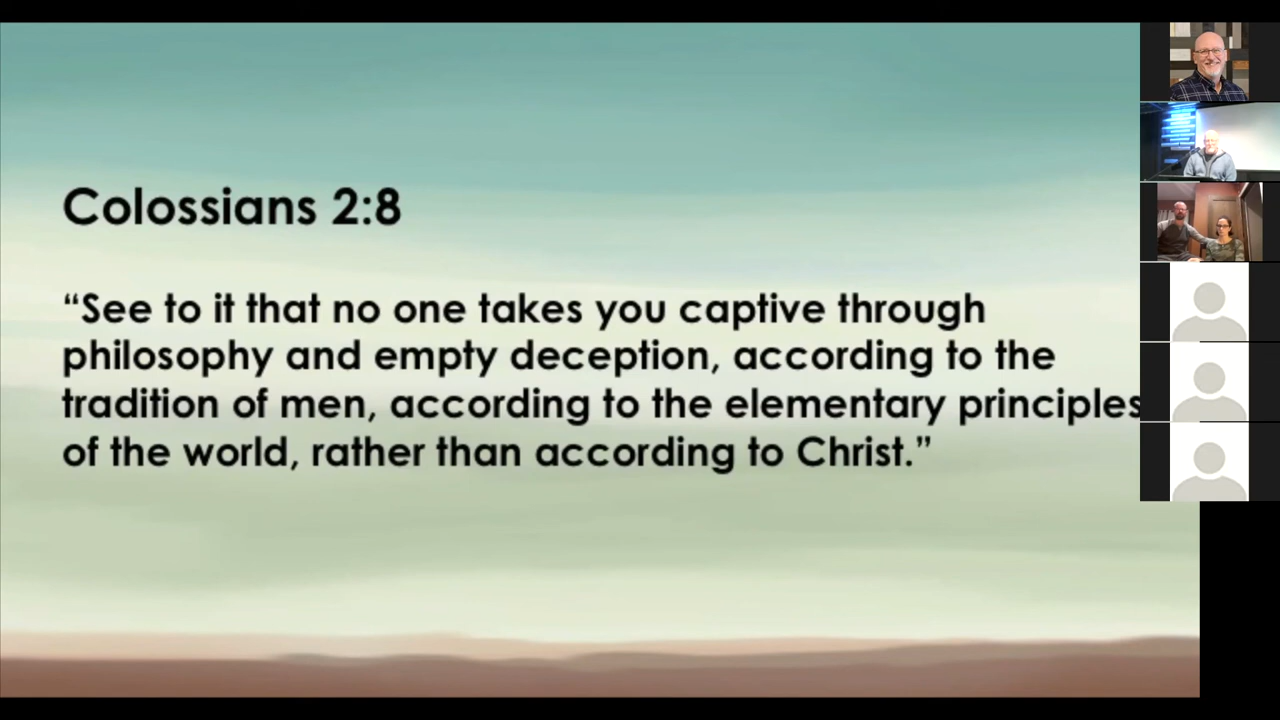 Colossians 2:8
“See to it that no one takes you captive through
philosophy and empty deception, according to the
tradition of men, according to the elementary principles
of the world, rather than according to Christ.”